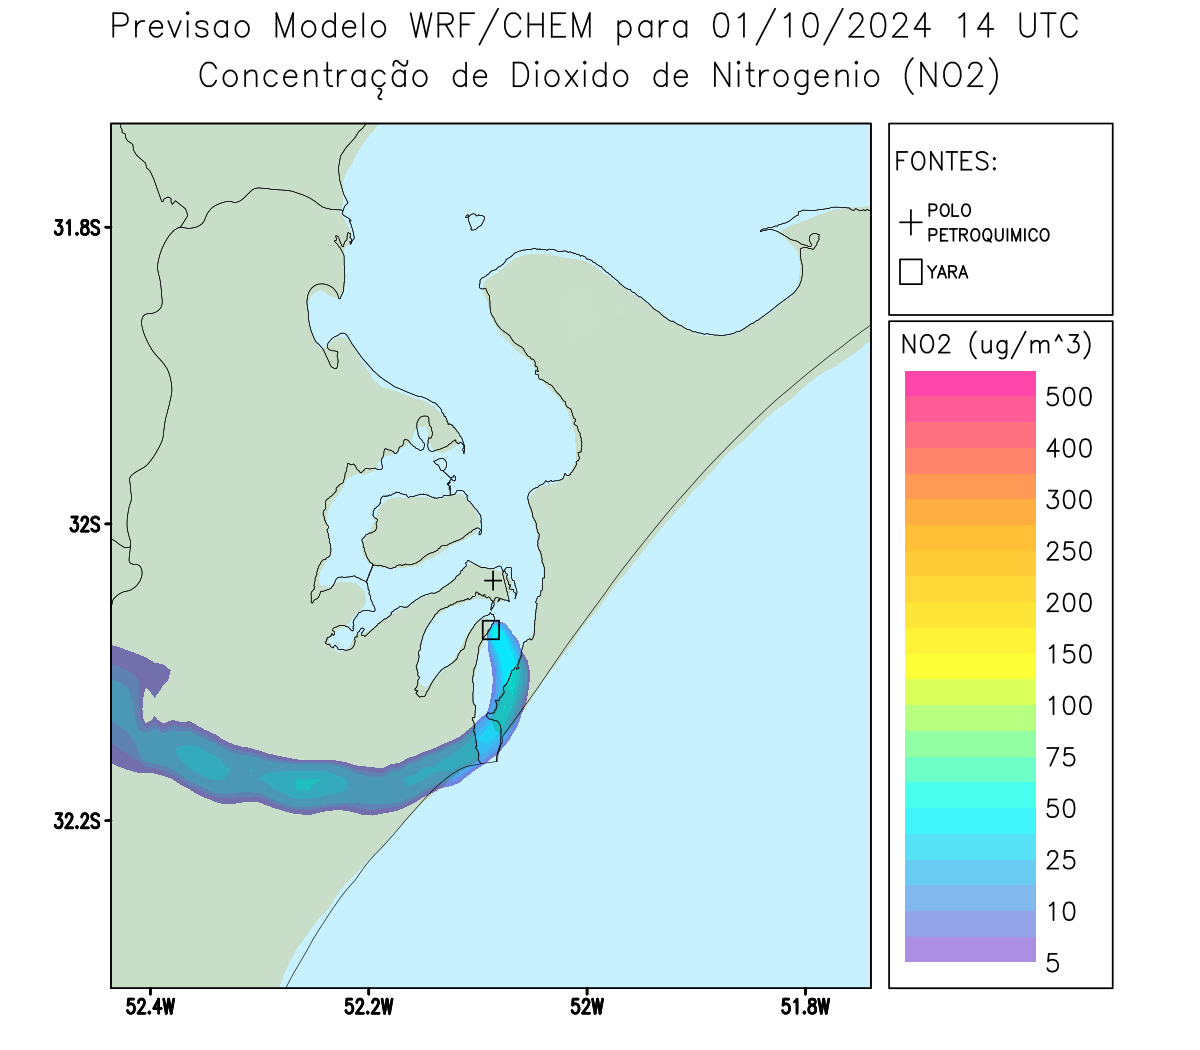 Previsao Modelo WRF/CHEM para 01/10/2024 14 UTC
Concentração de Dioxido de Nitrogenio (NO2)
FONTES:
POLO
PETROQUIMICO
YARA
NO2 (ug/m^3)
500
400
300
250
200
150
100
75
50
25
10
5
31.8S
32S
32.2S
52.4W
52.2W
52W
51.8W